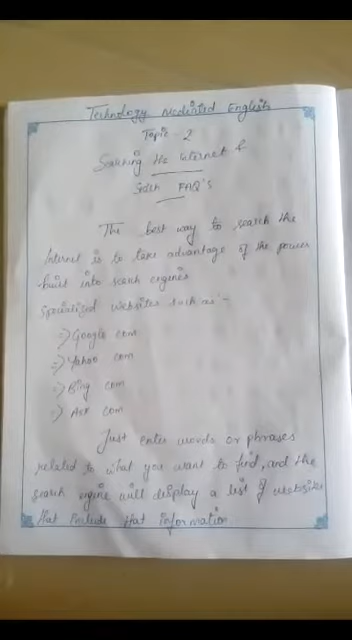 Technology Mediated English
Topic - 2
Searching the internet &
FAQ's
The best way to search the
Internet is to take advantage of the power
built into search engines
Specialized websites such as :-
=> Google com
=> Yahoo com
=> Bing com
=> Ask com
Just enter words or phrases
related to what you want to find, and the
search engine will display a list of websites
that include that information